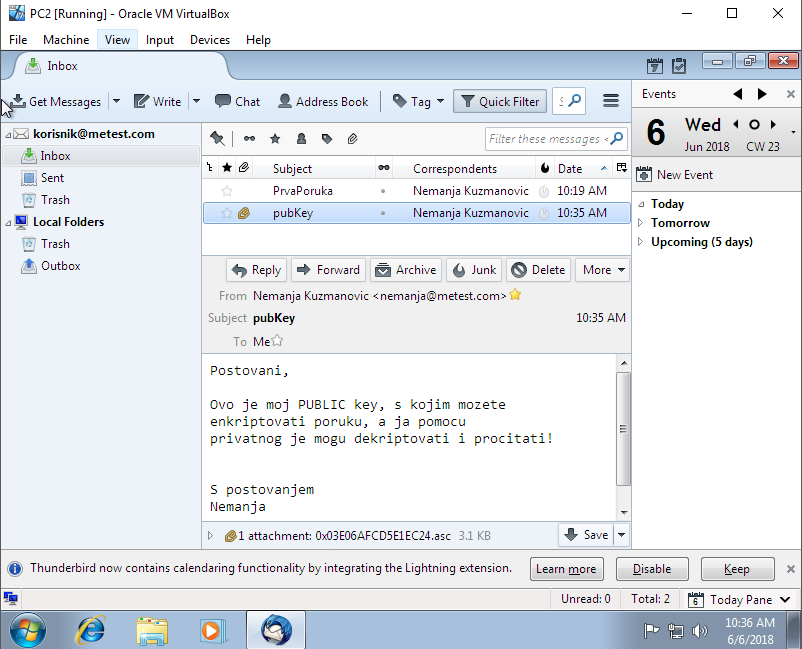 PC2 [Running] - Oracle VM VirtualBox
File Machine View Input Devices Help
Inbox
Get Messages Write Chat Address Book Tag Quick Filter
Filter these messages
korisnik@metest.com
Inbox
Sent
Trash
Local Folders
Trash
Outbox
Subject Correspondents Date
PrvaPoruka Nemanja Kuzmanovic 10:19 AM
pubKey Nemanja Kuzmanovic 10:35 AM
Reply Forward Archive Junk Delete More
From Nemanja Kuzmanovic <nemanja@metest.com>
Subject pubKey 10:35 AM
To Me
Postovani,
Ovo je moj PUBLIC key, s kojim mozete
enkriptovati poruku, a ja pomocu
privatnog je mogu dekriptovati i procitati!
S postovanjem
Nemanja
1 attachment: 0x03E06AFCD5E1EC24.asc 3.1 KB Save
Events
6 Wed
Jun 2018 CW 23
New Event
Today
Tomorrow
Upcoming (5 days)
Thunderbird now contains calendaring functionality by integrating the Lightning extension. Learn more Disable Keep
Unread: 0 Total: 2 6 Today Pane
10:36 AM
6/6/2018